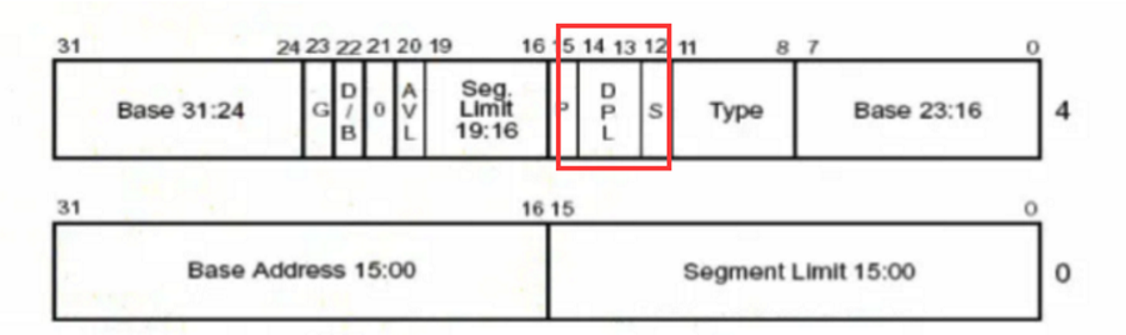 31 24 23 22 21 20 19 16 15 14 13 12 11 8 7 0
Base 31:24 G D/B 0 AVL Seg. Limit 19:16 P DPL S Type Base 23:16 4
31 16 15 0
Base Address 15:00 Segment Limit 15:00 0